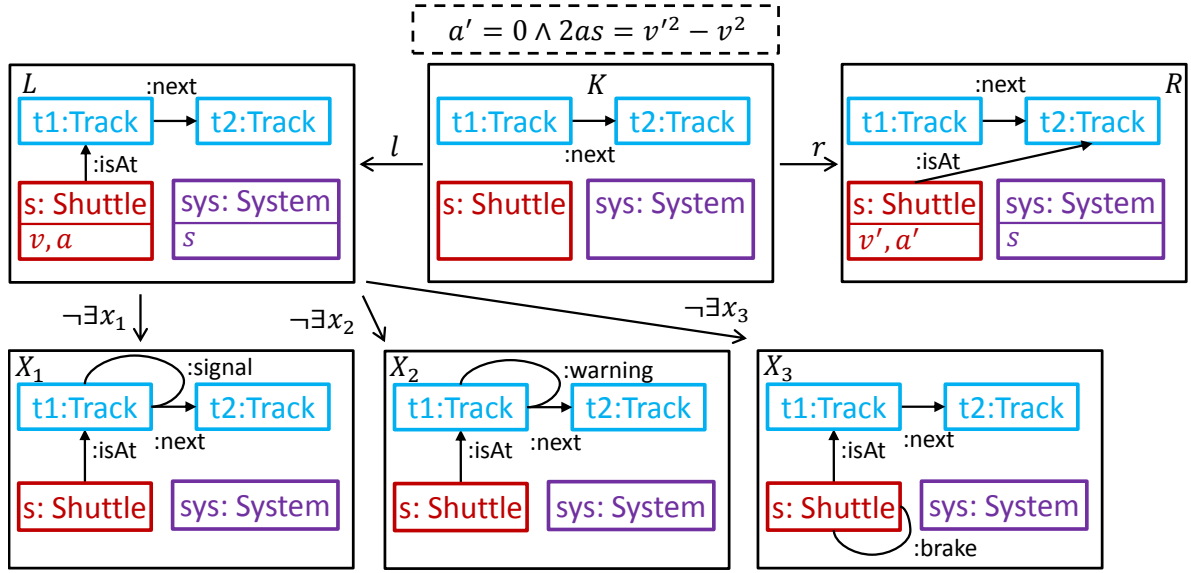 a′ = 0 ∧ 2as = v′² − v²
L
:next
t1:Track
t2:Track
:isAt
s: Shuttle
v, a
sys: System
s
l
K
t1:Track
t2:Track
:next
s: Shuttle
sys: System
r
R
:next
t1:Track
t2:Track
:isAt
s: Shuttle
v′, a′
sys: System
s
¬∃x₁
¬∃x₂
¬∃x₃
X₁
:signal
t1:Track
t2:Track
:next
:isAt
s: Shuttle
sys: System
X₂
:warning
t1:Track
t2:Track
:next
:isAt
s: Shuttle
sys: System
X₃
t1:Track
t2:Track
:next
:isAt
s: Shuttle
sys: System
:brake